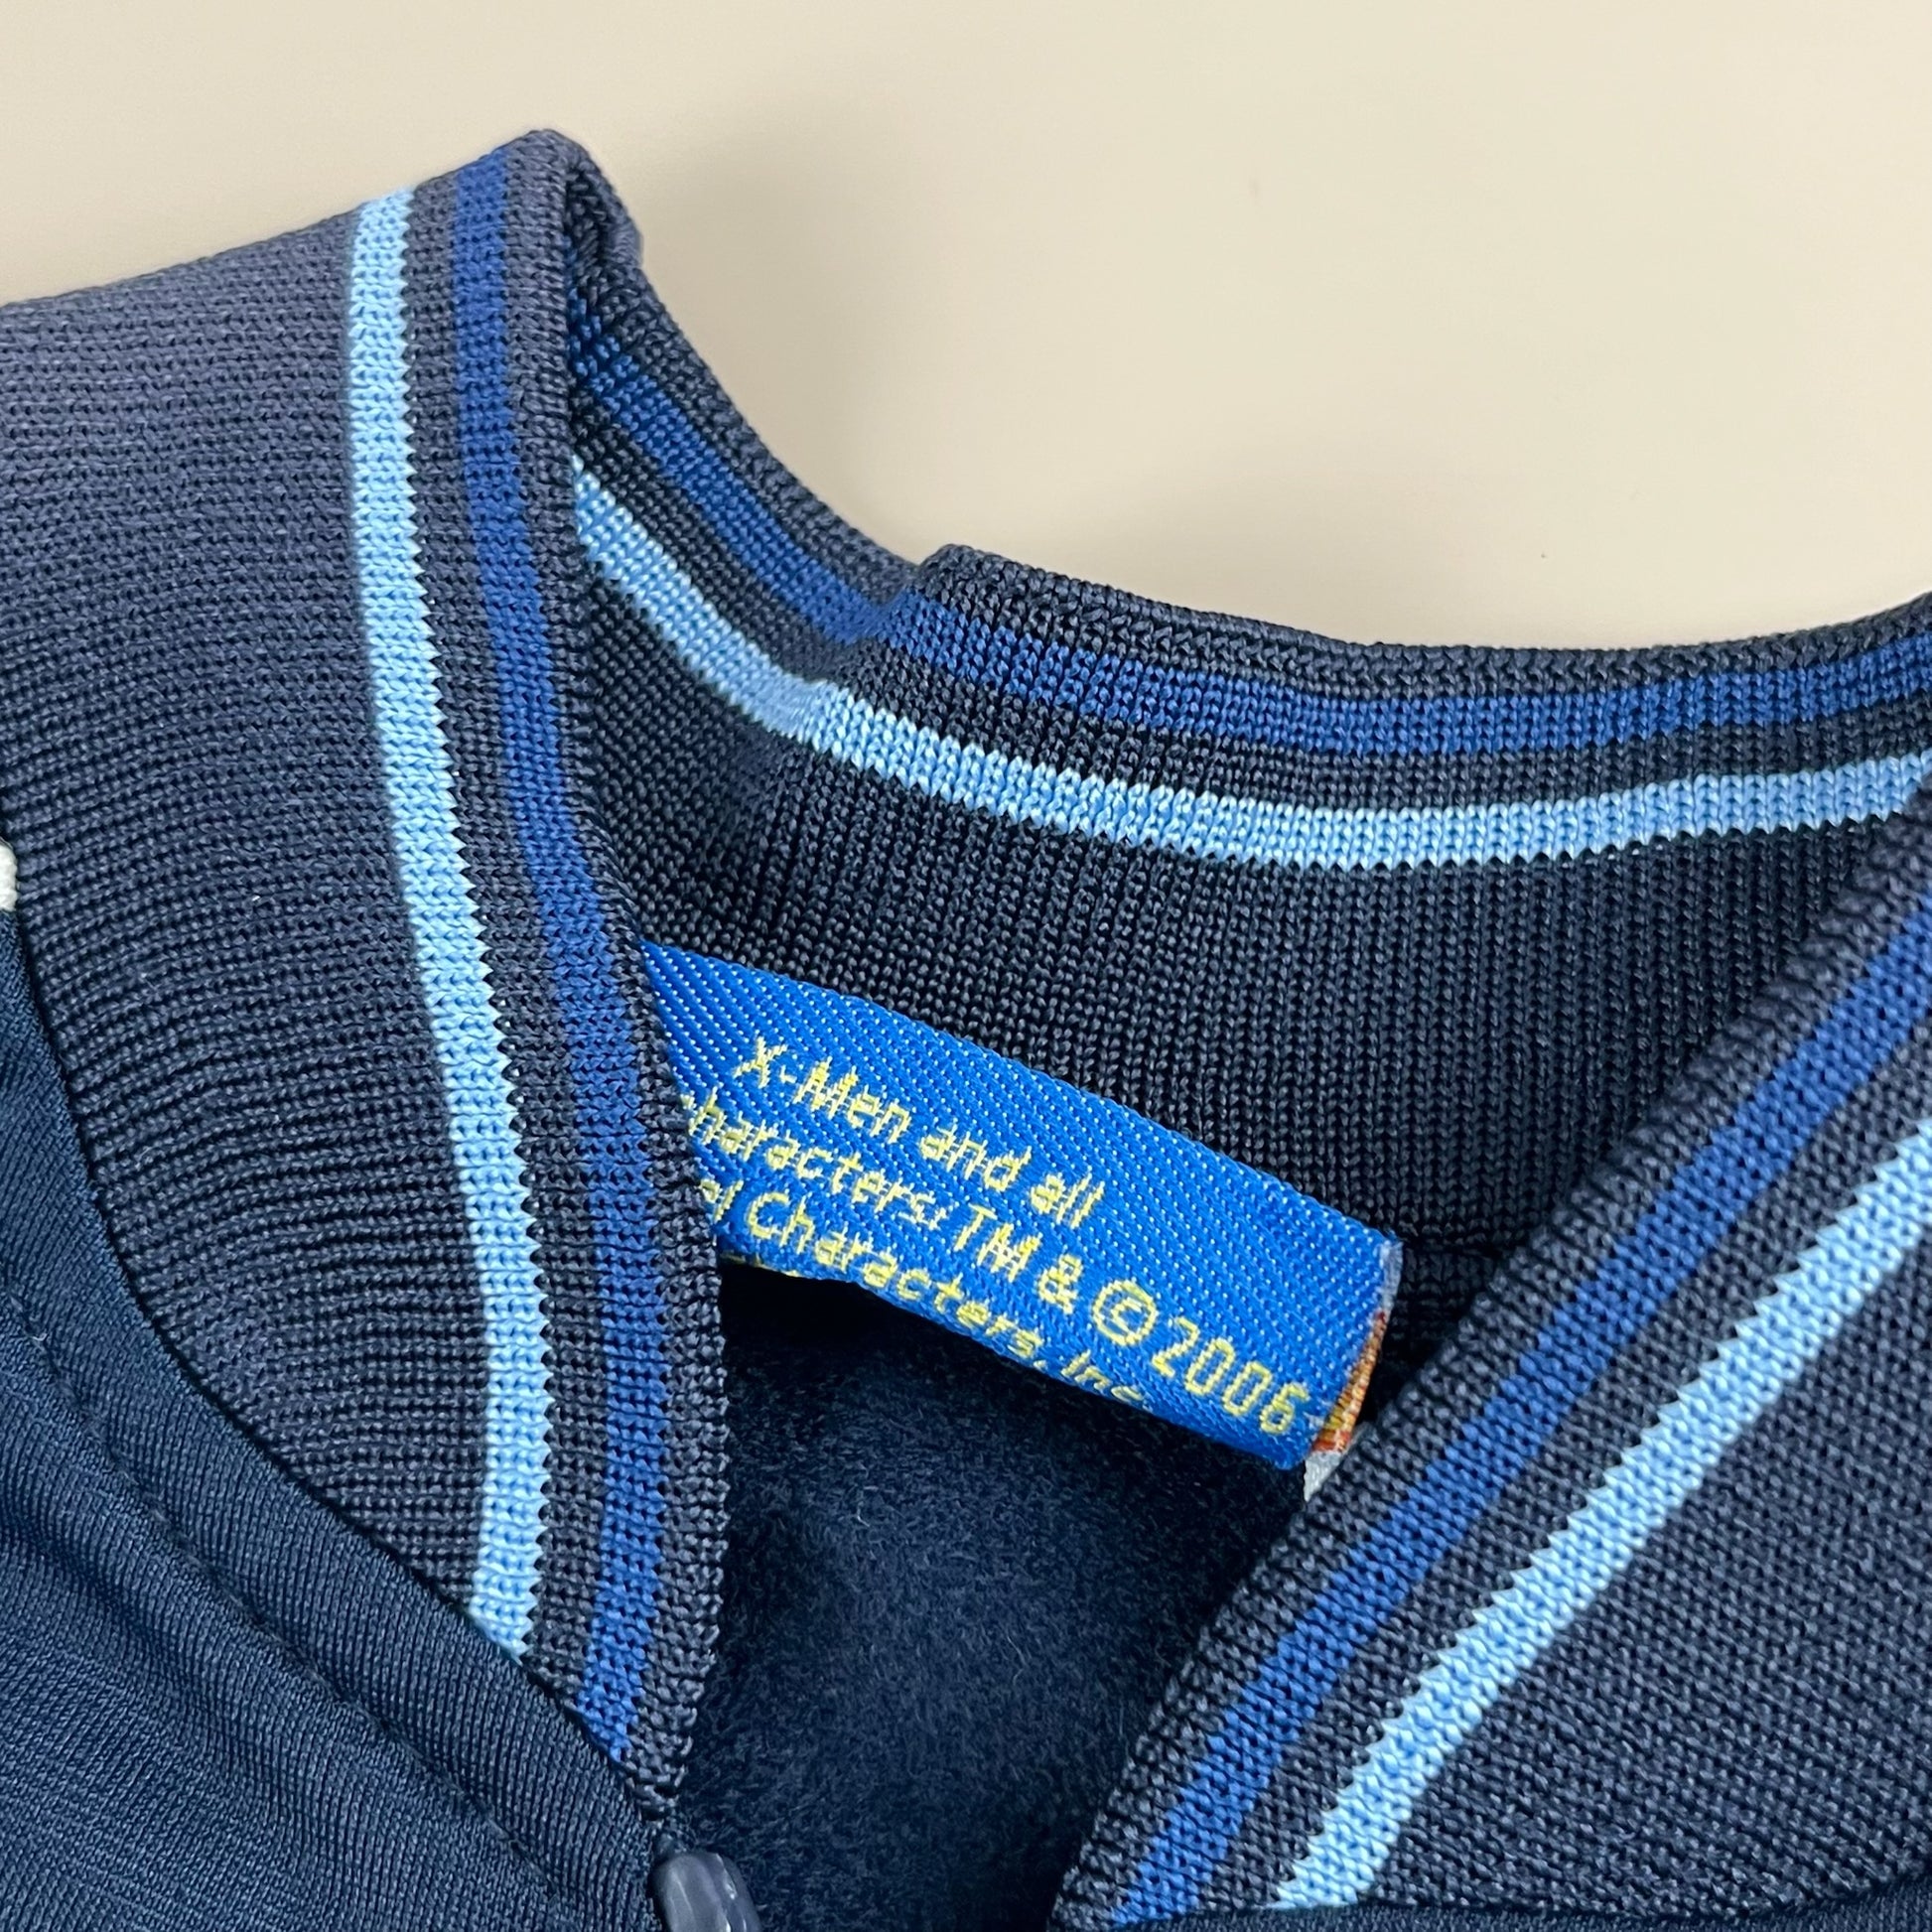 X-Men and all
characters: TM & © 2006
Characters, Inc.